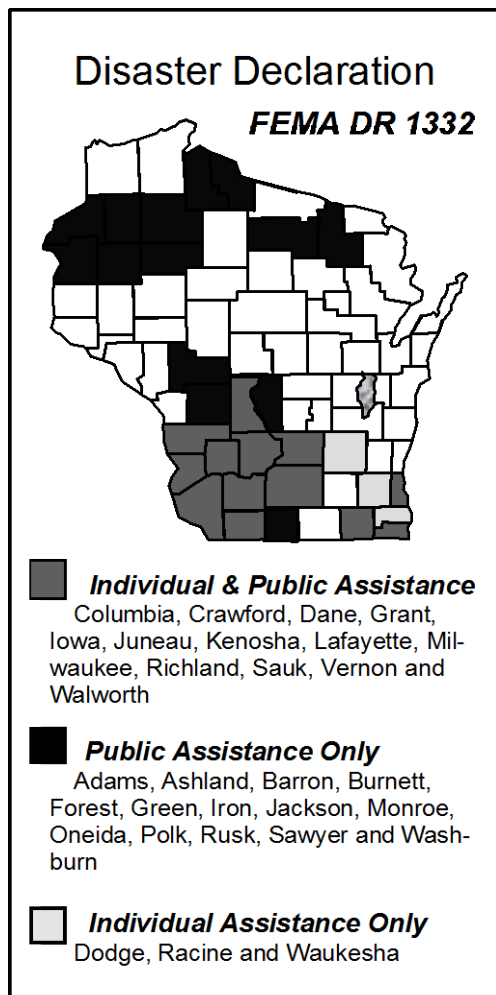 Disaster Declaration
FEMA DR 1332
Individual & Public Assistance
Columbia, Crawford, Dane, Grant,
Iowa, Juneau, Kenosha, Lafayette, Mil-
waukee, Richland, Sauk, Vernon and
Walworth
Public Assistance Only
Adams, Ashland, Barron, Burnett,
Forest, Green, Iron, Jackson, Monroe,
Oneida, Polk, Rusk, Sawyer and Wash-
burn
Individual Assistance Only
Dodge, Racine and Waukesha